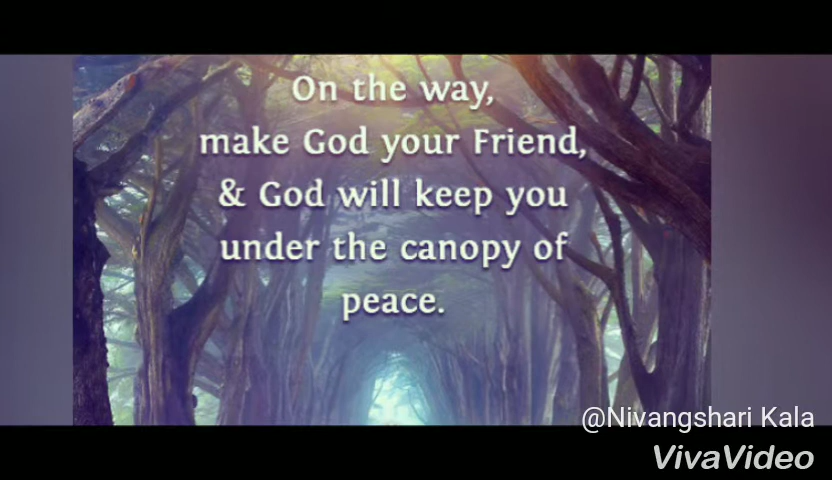 On the way,
make God your Friend,
& God will keep you
under the canopy of
peace.
@Nivangshari Kala
VivaVideo